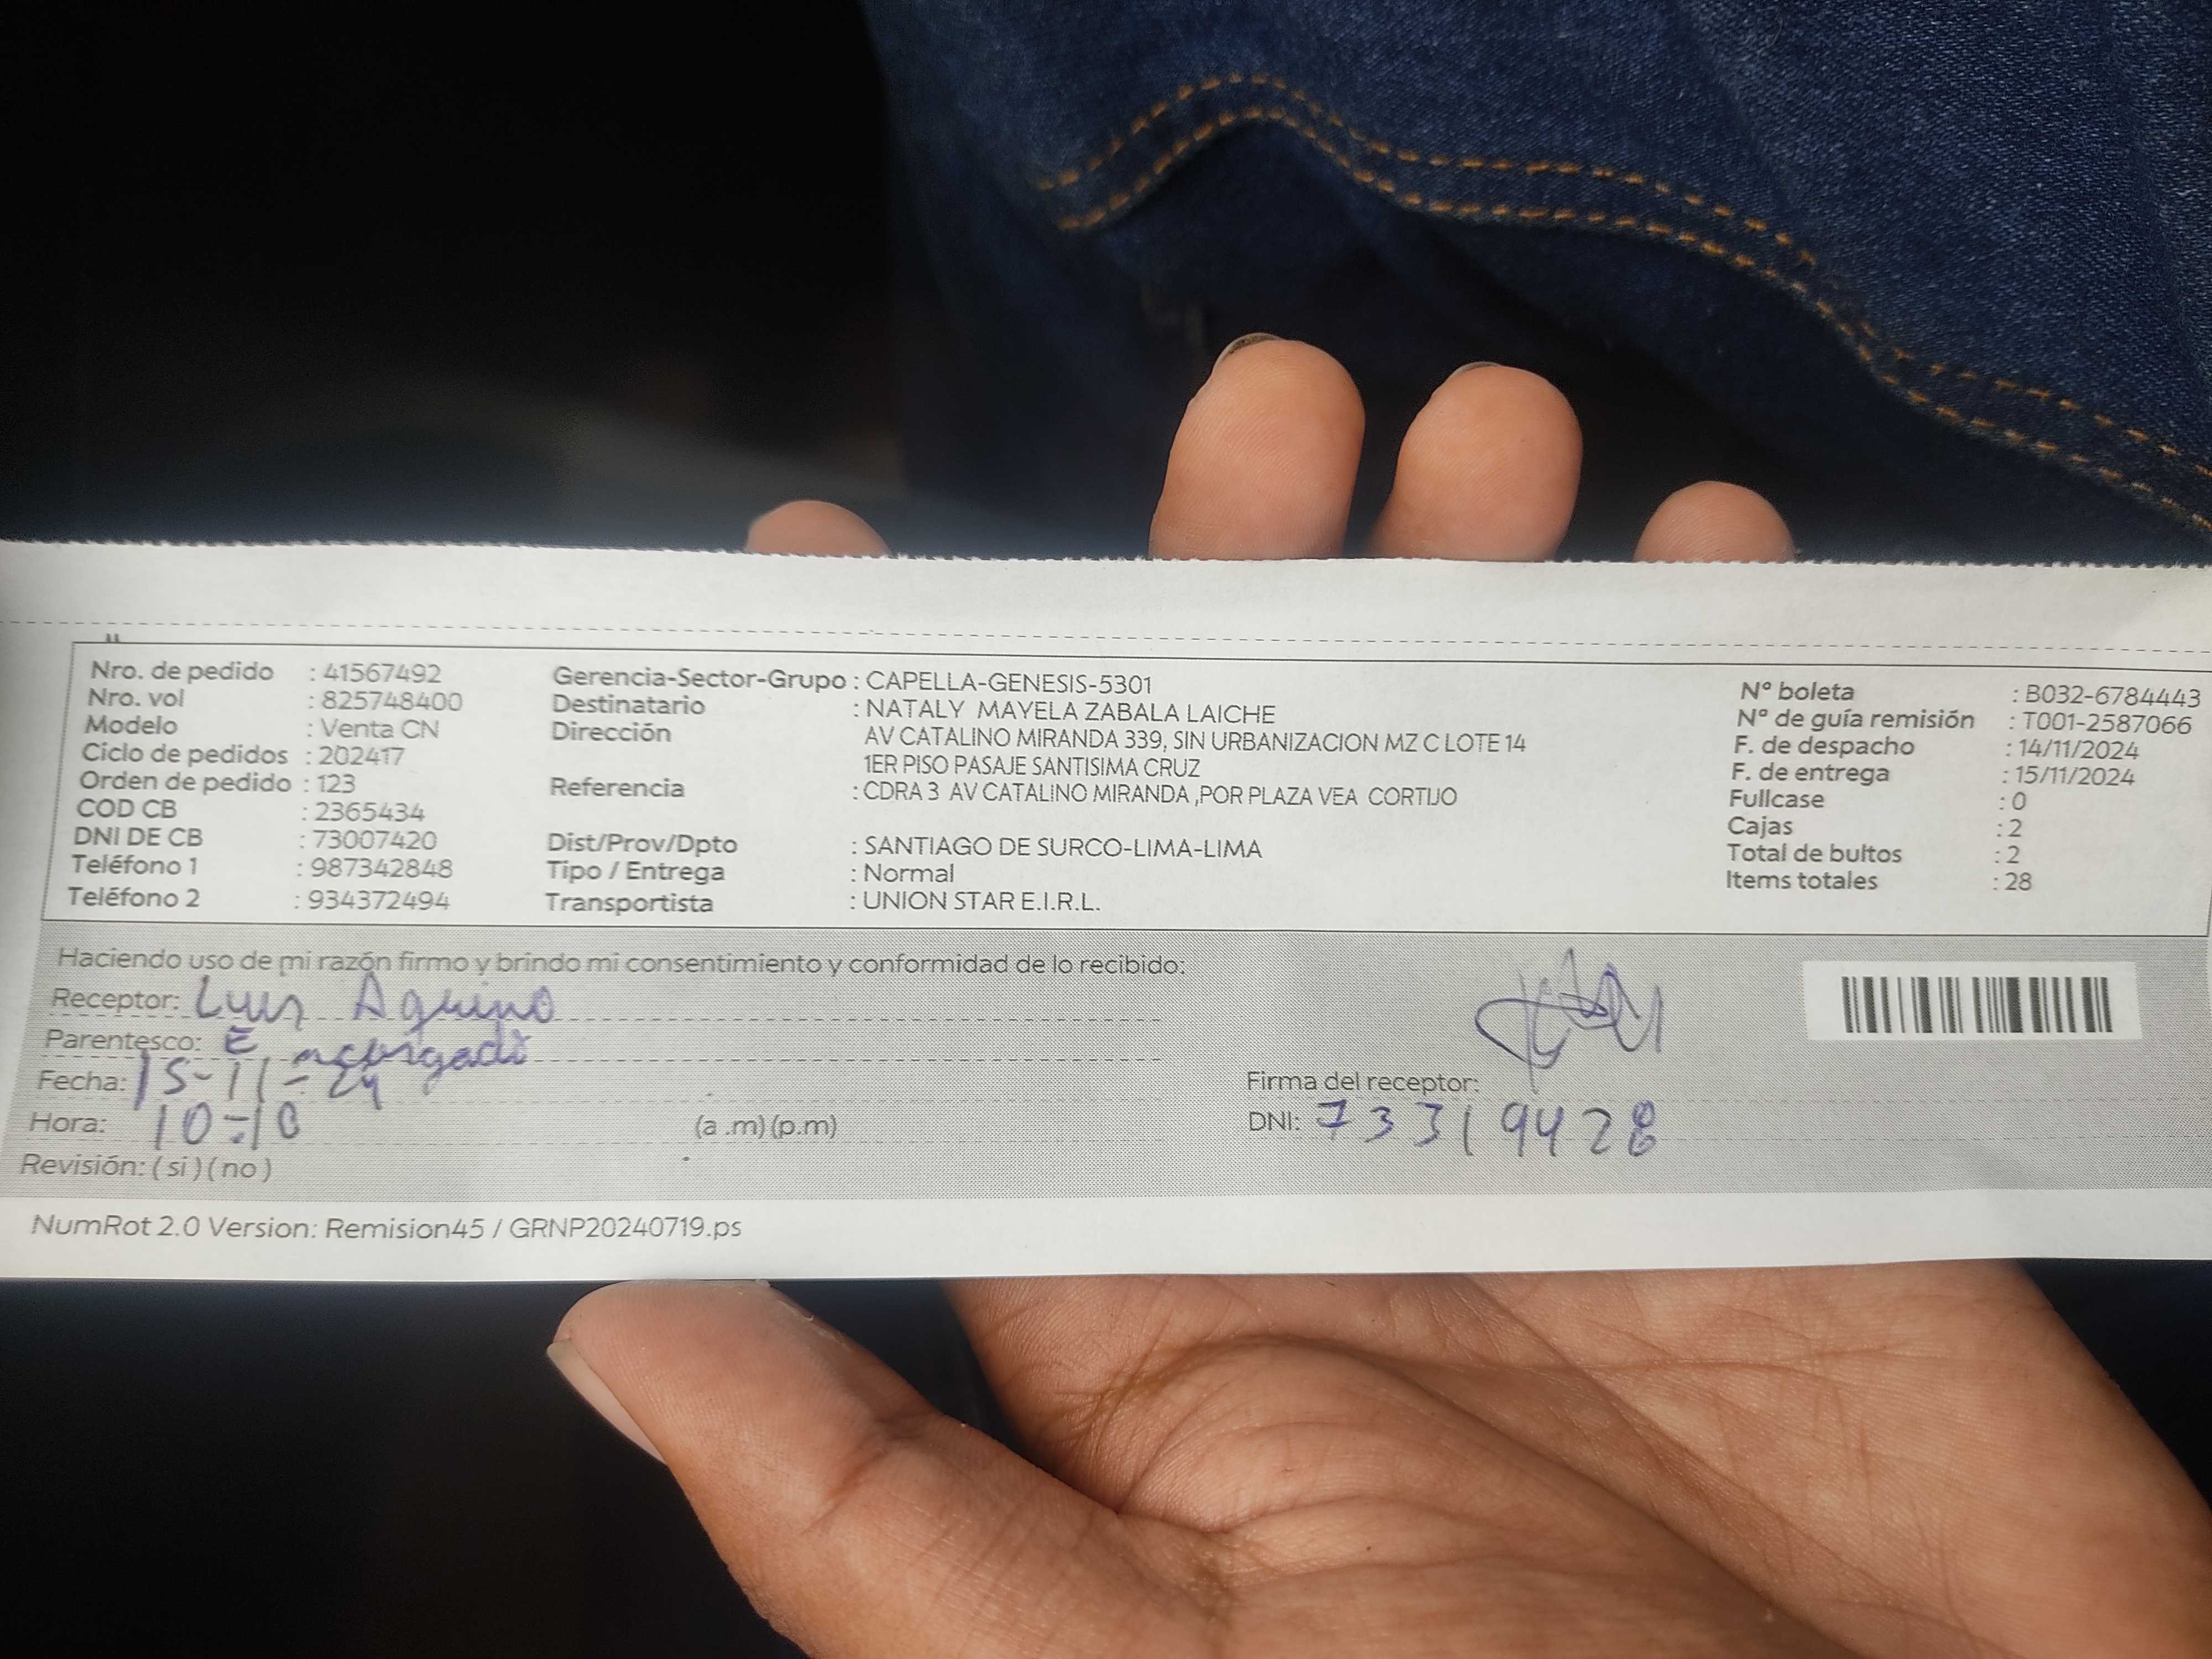 Nro. de pedido : 41567492
Nro. vol : 825748400
Modelo : Venta CN
Ciclo de pedidos : 202417
Orden de pedido : 123
COD CB : 2365434
DNI DE CB : 73007420
Teléfono 1 : 987342848
Teléfono 2 : 934372494
Gerencia-Sector-Grupo : CAPELLA-GENESIS-5301
Destinatario : NATALY MAYELA ZABALA LAICHE
Dirección AV CATALINO MIRANDA 339, SIN URBANIZACION MZ C LOTE 14
1ER PISO PASAJE SANTISIMA CRUZ
Referencia : CDRA 3 AV CATALINO MIRANDA ,POR PLAZA VEA CORTIJO
Dist/Prov/Dpto : SANTIAGO DE SURCO-LIMA-LIMA
Tipo / Entrega : Normal
Transportista : UNION STAR E.I.R.L.
N° boleta : B032-6784443
N° de guía remisión : T001-2587066
F. de despacho : 14/11/2024
F. de entrega : 15/11/2024
Fullcase : 0
Cajas : 2
Total de bultos : 2
Items totales : 28
Haciendo uso de mi razón firmo y brindo mi consentimiento y conformidad de lo recibido:
Receptor: Luis Aquino
Parentesco: Encargado
Fecha: 15-11-24
Hora: 10:10 (a .m) (p.m)
Revisión: ( si ) ( no )
Firma del receptor:
DNI: 73319428
NumRot 2.0 Version: Remision45 / GRNP20240719.ps